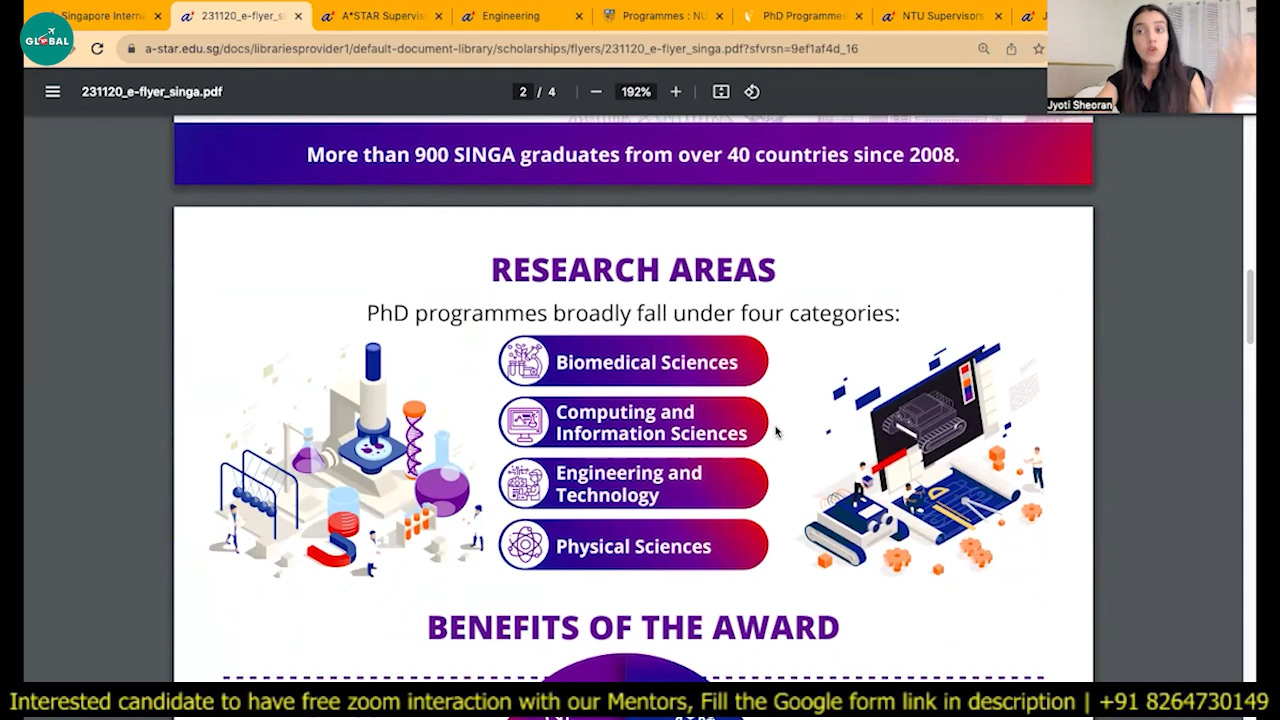 Singapore Interna
231120_e-flyer_si
A*STAR Supervis
Engineering
Programmes : NU
PhD Programmes
NTU Supervisors
J
GLOBAL
a-star.edu.sg/docs/librariesprovider1/default-document-library/scholarships/flyers/231120_e-flyer_singa.pdf?sfvrsn=9ef1af4d_16
231120_e-flyer_singa.pdf
2 / 4
192%
Jyoti Sheoran
More than 900 SINGA graduates from over 40 countries since 2008.
RESEARCH AREAS
PhD programmes broadly fall under four categories:
Biomedical Sciences
Computing and
Information Sciences
Engineering and
Technology
Physical Sciences
BENEFITS OF THE AWARD
Interested candidate to have free zoom interaction with our Mentors, Fill the Google form link in description | +91 8264730149